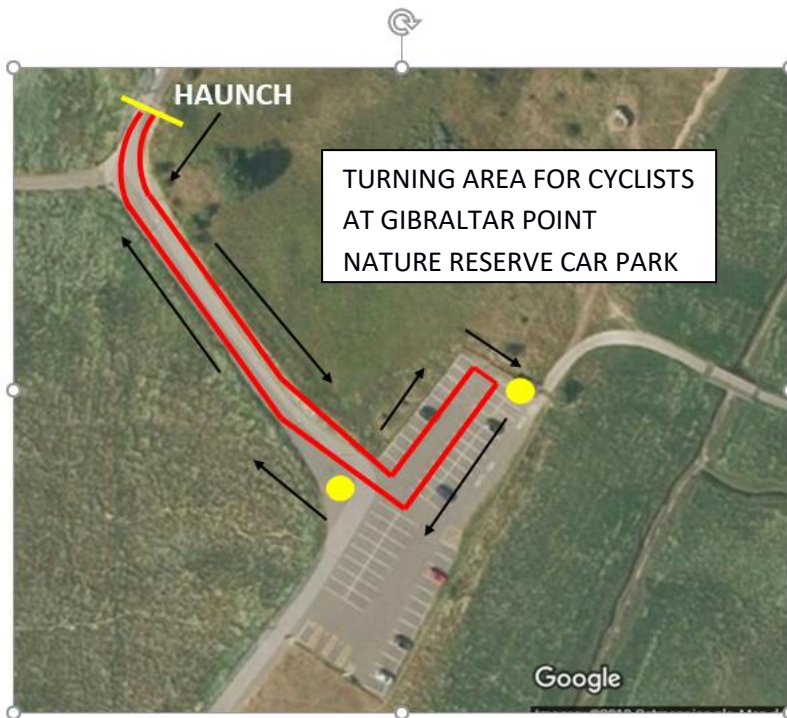 HAUNCH
TURNING AREA FOR CYCLISTS
AT GIBRALTAR POINT
NATURE RESERVE CAR PARK
Google